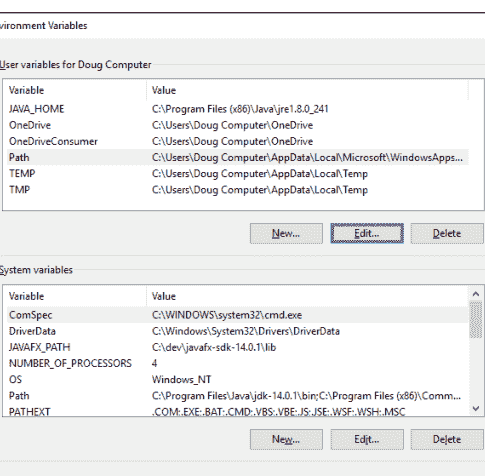 vironment Variables
User variables for Doug Computer
Variable Value
JAVA_HOME C:\Program Files (x86)\Java\jre1.8.0_241
OneDrive C:\Users\Doug Computer\OneDrive
OneDriveConsumer C:\Users\Doug Computer\OneDrive
Path C:\Users\Doug Computer\AppData\Local\Microsoft\WindowsApps...
TEMP C:\Users\Doug Computer\AppData\Local\Temp
TMP C:\Users\Doug Computer\AppData\Local\Temp
New... Edit... Delete
System variables
Variable Value
ComSpec C:\WINDOWS\system32\cmd.exe
DriverData C:\Windows\System32\Drivers\DriverData
JAVAFX_PATH C:\dev\javafx-sdk-14.0.1\lib
NUMBER_OF_PROCESSORS 4
OS Windows_NT
Path C:\Program Files\Java\jdk-14.0.1\bin;C:\Program Files (x86)\Comm...
PATHEXT .COM;.EXE;.BAT;.CMD;.VBS;.VBE;.JS;.JSE;.WSF;.WSH;.MSC
New... Edit... Delete